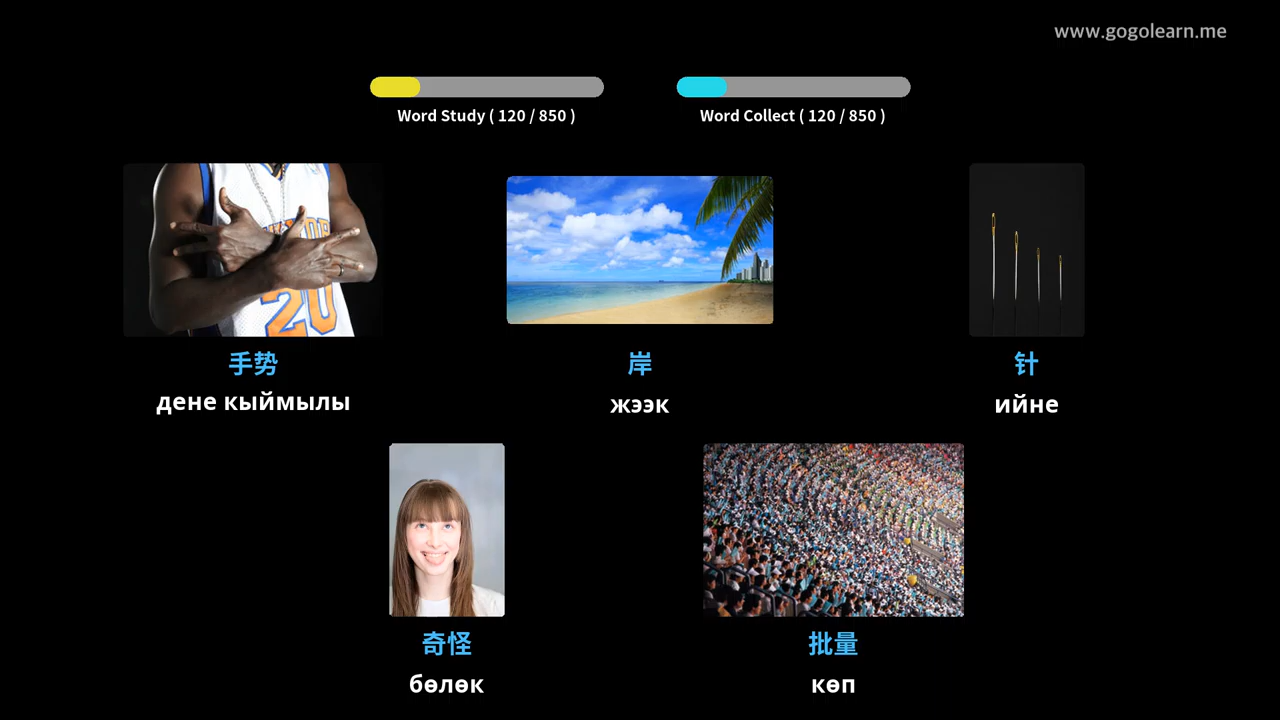 www.gogolearn.me
Word Study ( 120 / 850 )
Word Collect ( 120 / 850 )
20
手势
дене кыймылы
岸
жээк
针
ийне
奇怪
бөлөк
批量
көп